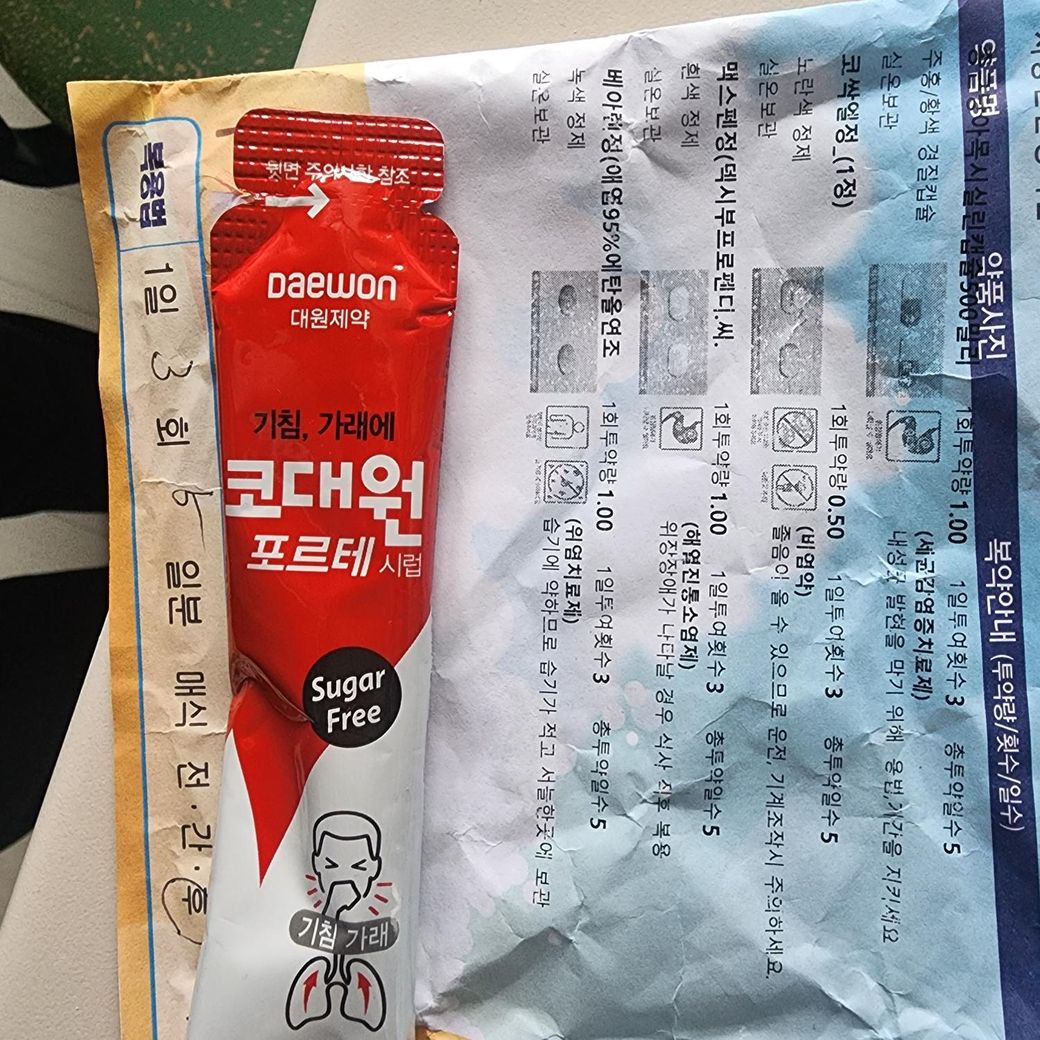 뒷면 주의사항 참조
Daewon
대원제약
기침, 가래에
코대원
포르테 시럽
Sugar
Free
기침 가래
복용법
1일 3 회 5 일분 매식 전·간·후
약품명
약품사진
복약안내 (투약량/횟수/일수)
아목시실린캡슐500밀리
주홍/황색 경질캡슐
실온보관
1회투약량 1.00 1일투여횟수 3 총투약일수 5
(세균감염증치료제)
내성균 발현을 막기 위해 용법,기간을 지키세요
코싹엘정_(1정)
노란색 정제
실온보관
1회투약량 0.50 1일투여횟수 3 총투약일수 5
(비염약)
졸음이 올 수 있으므로 운전, 기계조작시 주의하세요.
맥스펜정(덱시부프로펜디.씨.
흰색 정제
실온보관
1회투약량 1.00 1일투여횟수 3 총투약일수 5
(해열진통소염제)
위장장애가 나타날 경우 식사 직후 복용
베아렌정(애엽95%에탄올연조
녹색 정제
실온보관
1회투약량 1.00 1일투여횟수 3 총투약일수 5
(위염치료제)
습기에 약하므로 습기가 적고 서늘한곳에 보관